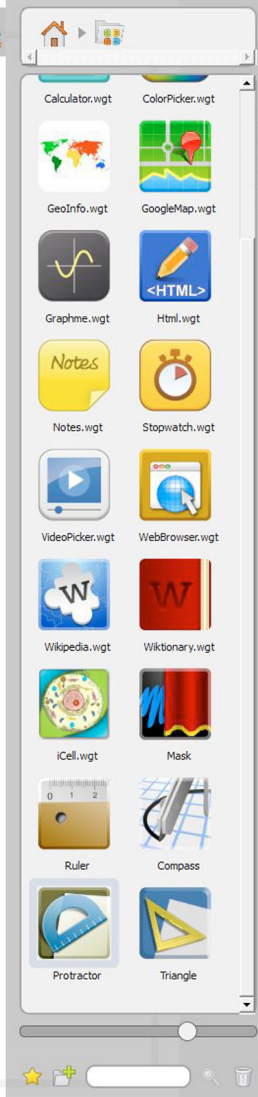 Calculator.wgt ColorPicker.wgt
GeoInfo.wgt GoogleMap.wgt
<HTML>
Graphme.wgt Html.wgt
Notes
Notes.wgt Stopwatch.wgt
VideoPicker.wgt WebBrowser.wgt
W W
Wikipedia.wgt Wiktionary.wgt
iCell.wgt Mask
0 1 2
Ruler Compass
Protractor Triangle